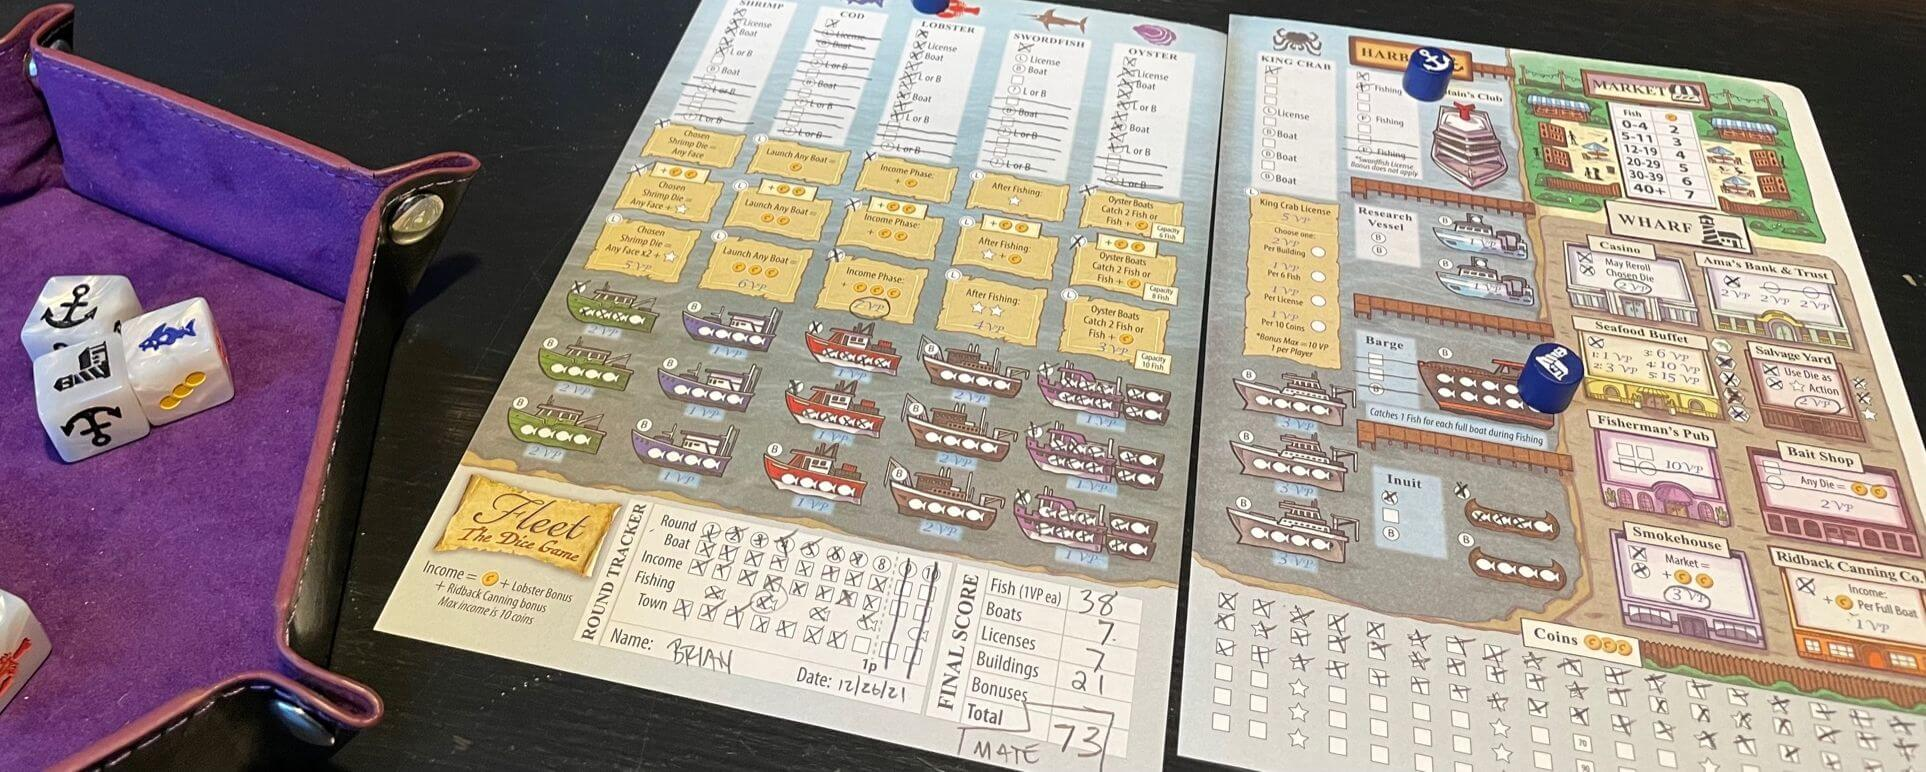 SHRIMP
License
Boat
L or B
Boat
L or B
L or B
COD
License
Boat
L or B
Boat
L or B
L or B
LOBSTER
License
Boat
L or B
Boat
L or B
L or B
SWORDFISH
License
Boat
L or B
Boat
L or B
L or B
OYSTER
License
Boat
L or B
Boat
L or B
L or B
Chosen
Shrimp Die =
Any Face
Launch Any Boat =
Income Phase:
+
After Fishing:
Oyster Boats
Catch 2 Fish or
Fish +
Capacity
6 Fish
+
Chosen
Shrimp Die =
Any Face +
+
Launch Any Boat =
+
Income Phase:
+
+
After Fishing:
+
+
Oyster Boats
Catch 2 Fish or
Fish +
Capacity
8 Fish
Chosen
Shrimp Die =
Any Face x2 +
5 VP
Launch Any Boat =
6 VP
Income Phase:
+
7 VP
After Fishing:
4 VP
Oyster Boats
Catch 2 Fish or
Fish +
3 VP
Capacity
10 Fish
2 VP
1 VP
1 VP
2 VP
1 VP
2 VP
1 VP
1 VP
2 VP
1 VP
2 VP
1 VP
1 VP
2 VP
1 VP
Fleet
The Dice Game
Income = C + Lobster Bonus
+ Ridback Canning bonus
Max Income is 10 coins
ROUND TRACKER
Round
Boat
Income
Fishing
Town
8
1p
Name: BRIAN
Date: 12/26/21
FINAL SCORE
Fish (1VP ea) 38
Boats 7
Licenses 7
Buildings 21
Bonuses
Total 73
MATE
KING CRAB
License
Boat
Boat
Boat
King Crab License
5 VP
Choose one:
2 VP
Per Building
1 VP
Per 6 Fish
1 VP
Per License
1 VP
Per 10 Coins
*Bonus Max = 10 VP
1 per Player
3 VP
3 VP
3 VP
Fishing
Fishing
Fishing
*Swordfish License
Bonus does not apply
Research
Vessel
1 VP
1 VP
Barge
Catches 1 Fish for each full boat during Fishing
Inuit
MARKET
Fish C
0-4 2
5-11 3
12-19 4
20-29 5
30-39 6
40+ 7
WHARF
Casino
May Reroll
Chosen Die
2 VP
Ama's Bank & Trust
2 VP 2 VP 2 VP
Seafood Buffet
1: 1 VP 3: 6 VP
2: 3 VP 4: 10 VP
5: 15 VP
Salvage Yard
Use Die as
Action
2 VP
Fisherman's Pub
10 VP
Bait Shop
Any Die =
2 VP
Smokehouse
Market =
+
3 VP
Ridback Canning Co.
Income:
+ C Per Full Boat
1 VP
Coins
70
90